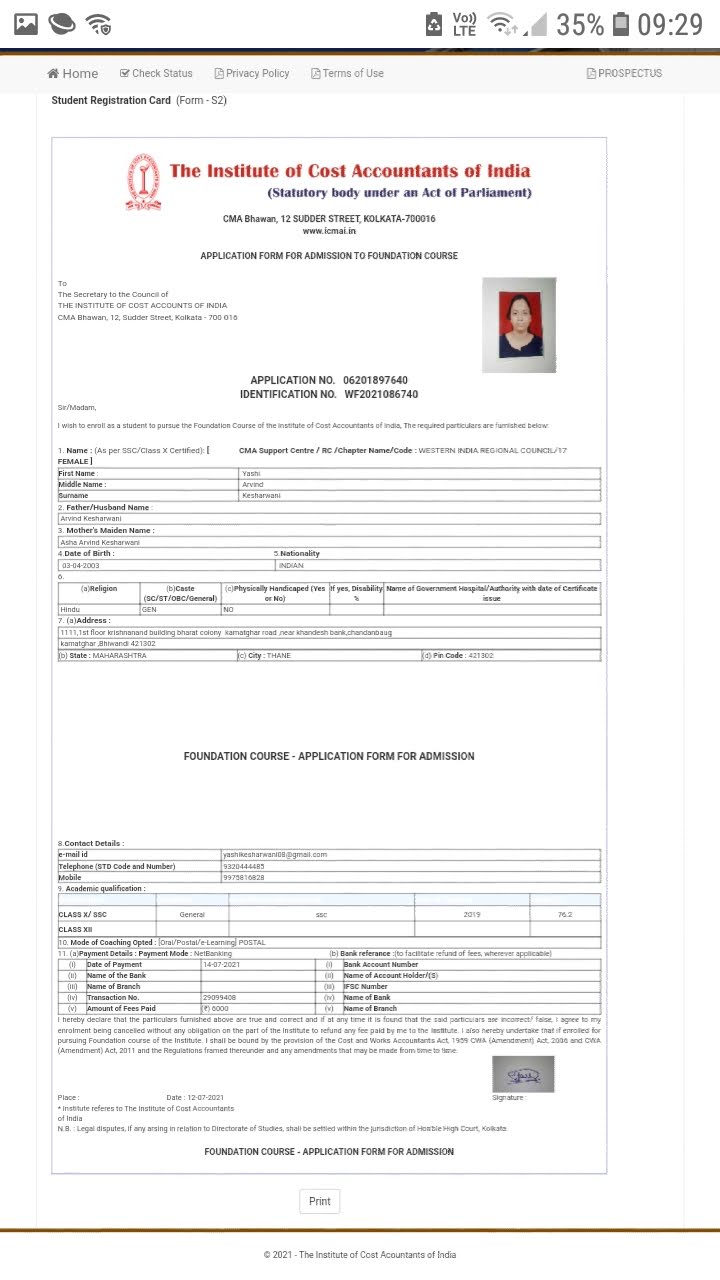 Vo)) LTE 35% 09:29
Home Check Status Privacy Policy Terms of Use PROSPECTUS
Student Registration Card (Form - S2)
The Institute of Cost Accountants of India
(Statutory body under an Act of Parliament)
CMA Bhawan, 12 SUDDER STREET, KOLKATA-700016
www.icmai.in
APPLICATION FORM FOR ADMISSION TO FOUNDATION COURSE
To
The Secretary to the Council of
THE INSTITUTE OF COST ACCOUNTS OF INDIA
CMA Bhawan, 12, Sudder Street, Kolkata - 700 016
APPLICATION NO. 06201897640
IDENTIFICATION NO. WF2021086740
Sir/Madam,
I wish to enroll as a student to pursue the Foundation Course of the Institute of Cost Accountants of India, The required particulars are furnished below:
1. Name : (As per SSC/Class X Certified): [ FEMALE ] CMA Support Centre / RC /Chapter Name/Code : WESTERN INDIA REGIONAL COUNCIL/17
First Name : Yashi
Middle Name : Arvind
Surname Kesharwani
2. Father/Husband Name :
Arvind Kesharwani
3. Mother's Maiden Name :
Asha Arvind Kesharwani
4.Date of Birth : 5.Nationality
03-04-2003 INDIAN
6.
(a)Religion (b)Caste (SC/ST/OBC/General) (c)Physically Handicaped (Yes or No) If yes, Disability % Name of Government Hospital/Authority with date of Certificate issue
Hindu GEN NO
7. (a)Address :
1111,1st floor krishnanand building bharat colony kamatghar road ,near khandesh bank,chandanbaug
kamatghar ,Bhiwandi 421302
(b) State : MAHARASHTRA (c) City : THANE (d) Pin Code : 421302
FOUNDATION COURSE - APPLICATION FORM FOR ADMISSION
8.Contact Details :
e-mail id yashikesharwani08@gmail.com
Telephone (STD Code and Number) 9320444485
Mobile 9975816828
9. Academic qualification :
CLASS X/ SSC General ssc 2019 76.2
CLASS XII
10. Mode of Coaching Opted : [Oral/Postal/e-Learning] POSTAL
11. (a)Payment Details : Payment Mode : NetBanking (b) Bank referance :(to facilitate refund of fees, wherever applicable)
(i) Date of Payment 14-07-2021 (i) Bank Account Number
(ii) Name of the Bank (ii) Name of Account Holder/(S)
(iii) Name of Branch (iii) IFSC Number
(iv) Transaction No. 29099408 (iv) Name of Bank
(v) Amount of Fees Paid (₹) 6000 (v) Name of Branch
I hereby declare that the particulars furnished above are true and correct and if at any time it is found that the said particulars are incorrect/ false, I agree to my
enrolment being cancelled without any obligation on the part of the Institute to refund any fee paid by me to the Institute. I also hereby undertake that if enrolled for
pursuing Foundation course of the Institute. I shall be bound by the provision of the Cost and Works Accountants Act, 1959 CWA (Amendment) Act, 2006 and CWA
(Amendment) Act, 2011 and the Regulations framed thereunder and any amendments that may be made from time to time.
Place : Date : 12-07-2021 Signature :
* Institute referes to The Institute of Cost Accountants
of India
N.B. : Legal disputes, if any arsing in relation to Directorate of Studies, shall be settled within the jurisdiction of Hon'ble High Court, Kolkata.
FOUNDATION COURSE - APPLICATION FORM FOR ADMISSION
Print
© 2021 - The Institute of Cost Accountants of India